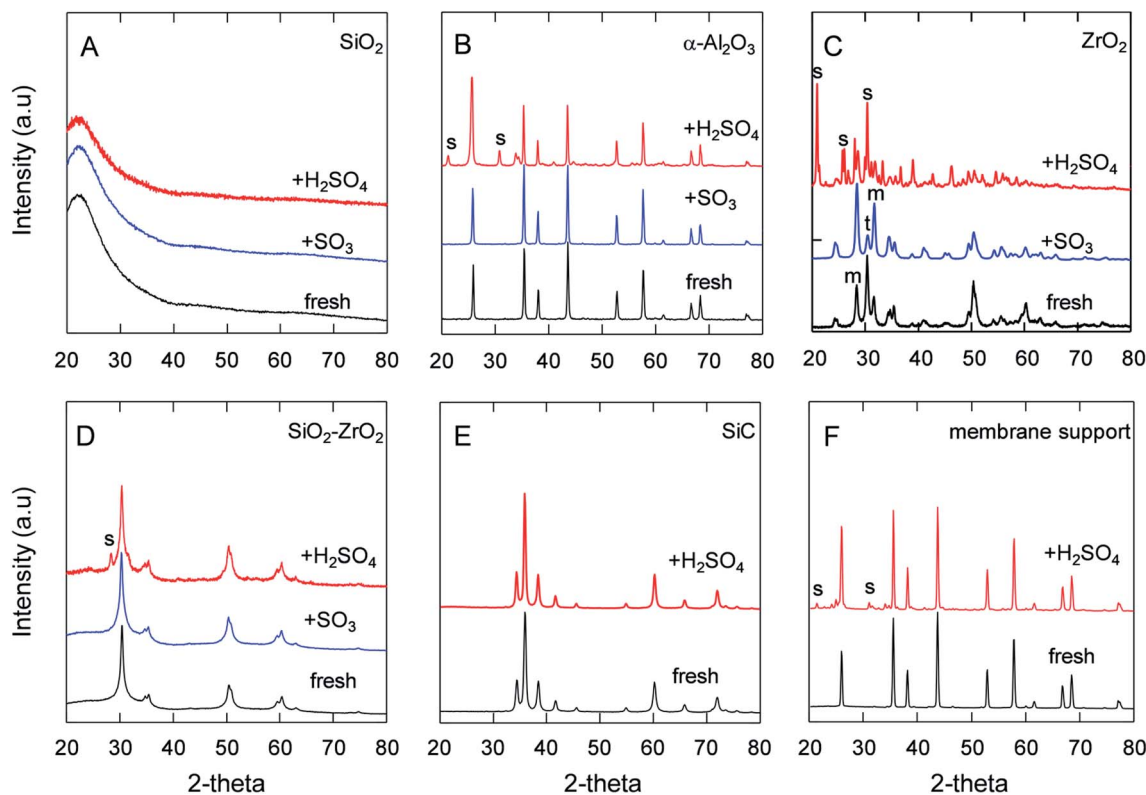 A
SiO₂
+H₂SO₄
+SO₃
fresh
Intensity (a.u)
20 30 40 50 60 70 80
B
α-Al₂O₃
s
s
+H₂SO₄
+SO₃
fresh
20 30 40 50 60 70 80
C
ZrO₂
s
s
s
+H₂SO₄
m
t
+SO₃
m
fresh
20 30 40 50 60 70 80
D
SiO₂-ZrO₂
s
+H₂SO₄
+SO₃
fresh
Intensity (a.u)
20 30 40 50 60 70 80
2-theta
E
SiC
+H₂SO₄
fresh
20 30 40 50 60 70 80
2-theta
F
membrane support
s
s
+H₂SO₄
fresh
20 30 40 50 60 70 80
2-theta